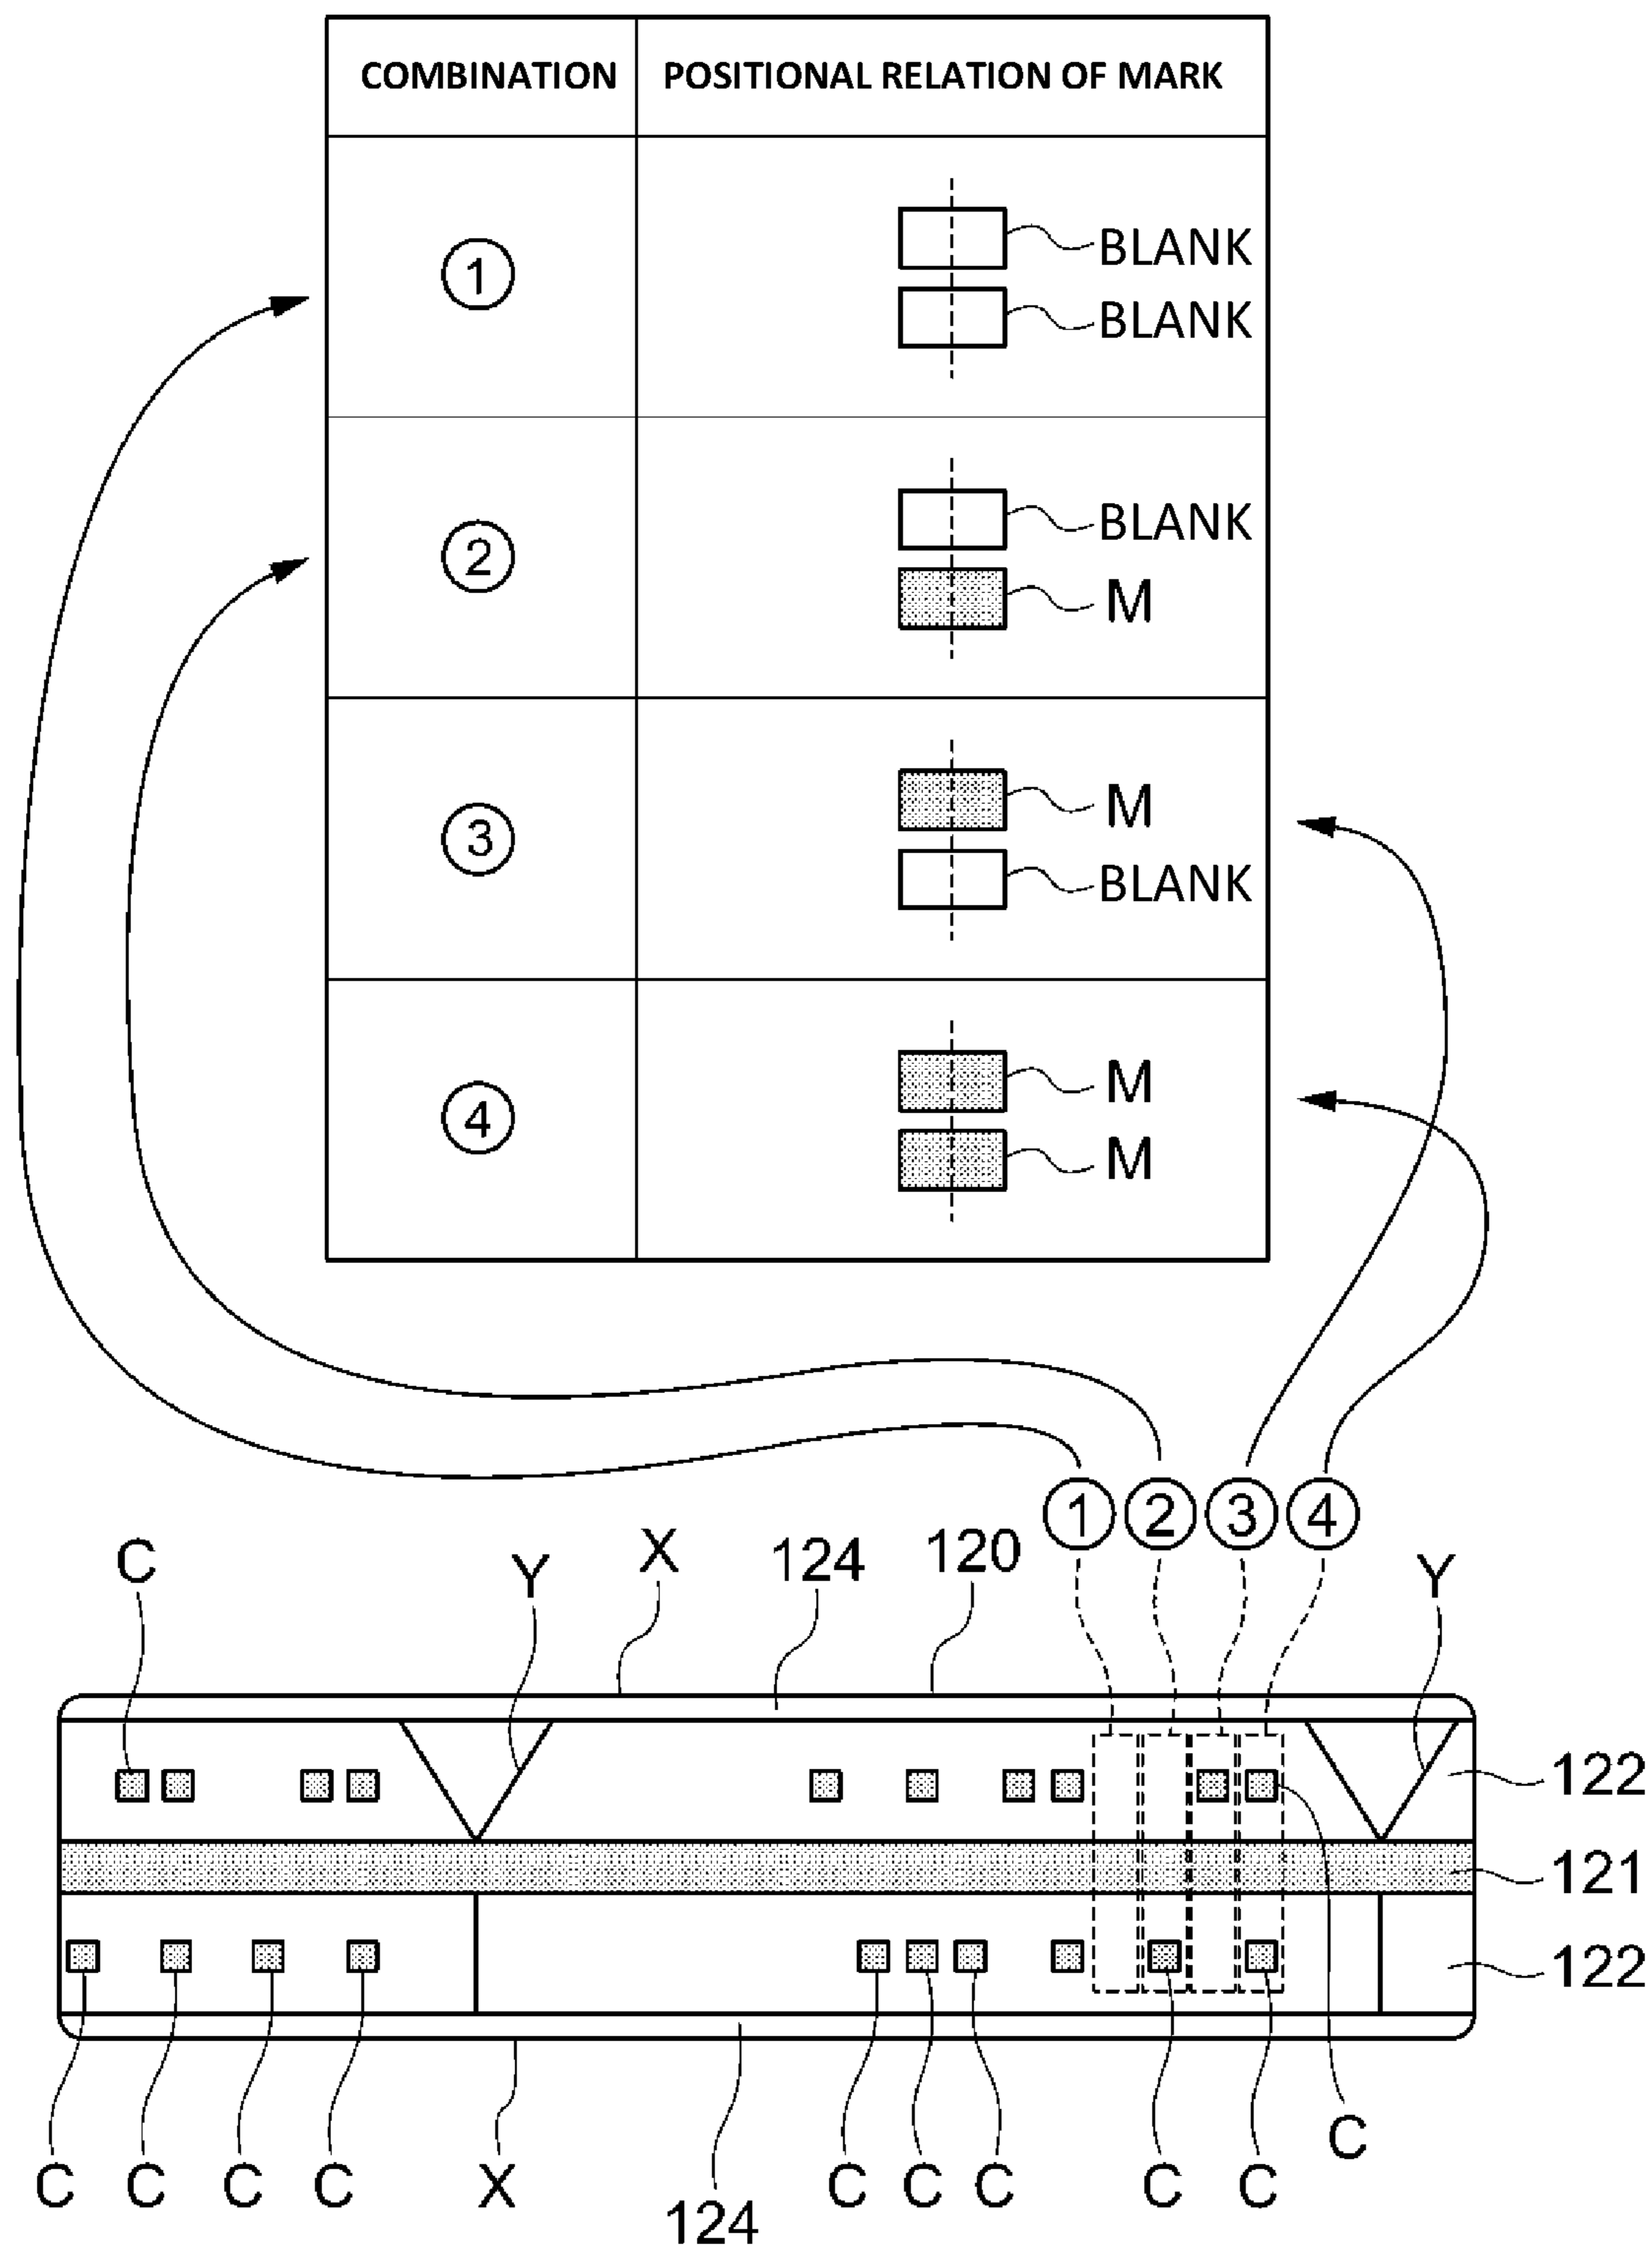 COMBINATION POSITIONAL RELATION OF MARK
1 BLANK
BLANK
2 BLANK
M
3 M
BLANK
4 M
M
1 2 3 4
C Y X 124 120 Y
122
121
122
C
C C C C X 124 C C C C C